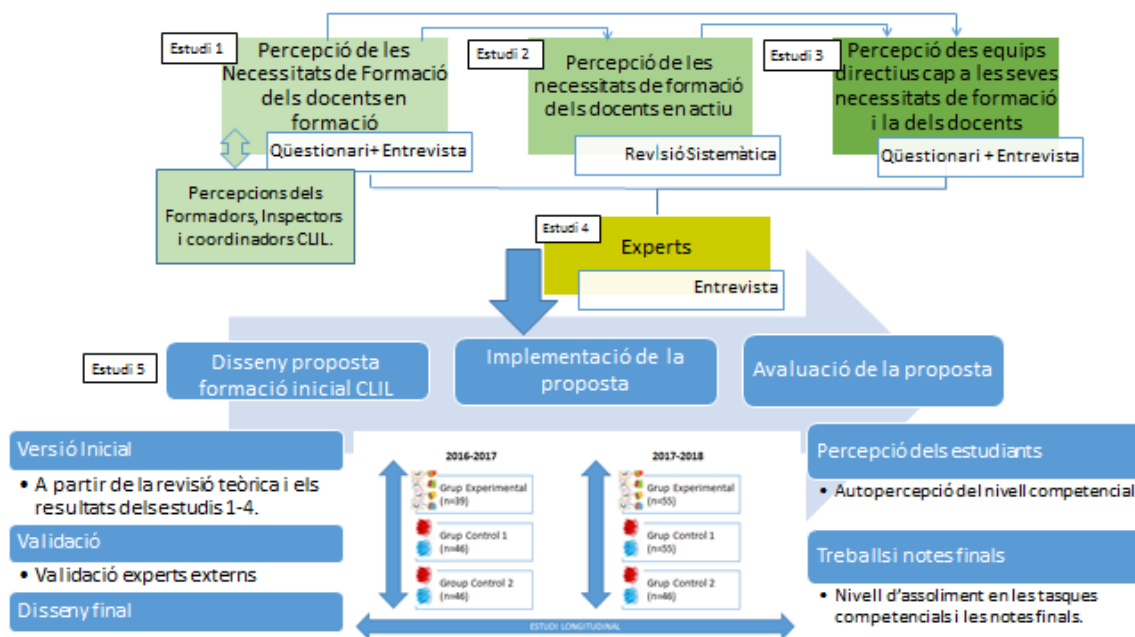 Estudi 1
Percepció de les
Necessitats de Formació
dels docents en
formació
Qüestionari+ Entrevista
Percepcions dels
Formadors, Inspectors
i coordinadors CLIL.
Estudi 2
Percepció de les
necessitats de formació
dels docents en actiu
Revisió Sistemàtica
Estudi 3
Percepció des equips
directius cap a les seves
necessitats de formació
i la dels docents
Qüestionari + Entrevista
Estudi 4
Experts
Entrevista
Estudi 5
Disseny proposta
formació inicial CLIL
Implementació de la
proposta
Avaluació de la proposta
Versió Inicial
• A partir de la revisió teòrica i els
resultats dels estudis 1-4.
Validació
• Validació experts externs
Disseny final
2016-2017
Grup Experimental
(n=39)
Grup Control 1
(n=46)
Group Control 2
(n=46)
2017-2018
Grup Experimental
(n=55)
Grup Control 1
(n=55)
Grup Control 2
(n=46)
ESTUDI LONGITUDINAL
Percepció dels estudiants
• Autopercepció del nivell competencial
Treballs i notes finals
• Nivell d'assoliment en les tasques
competencials i les notes finals.